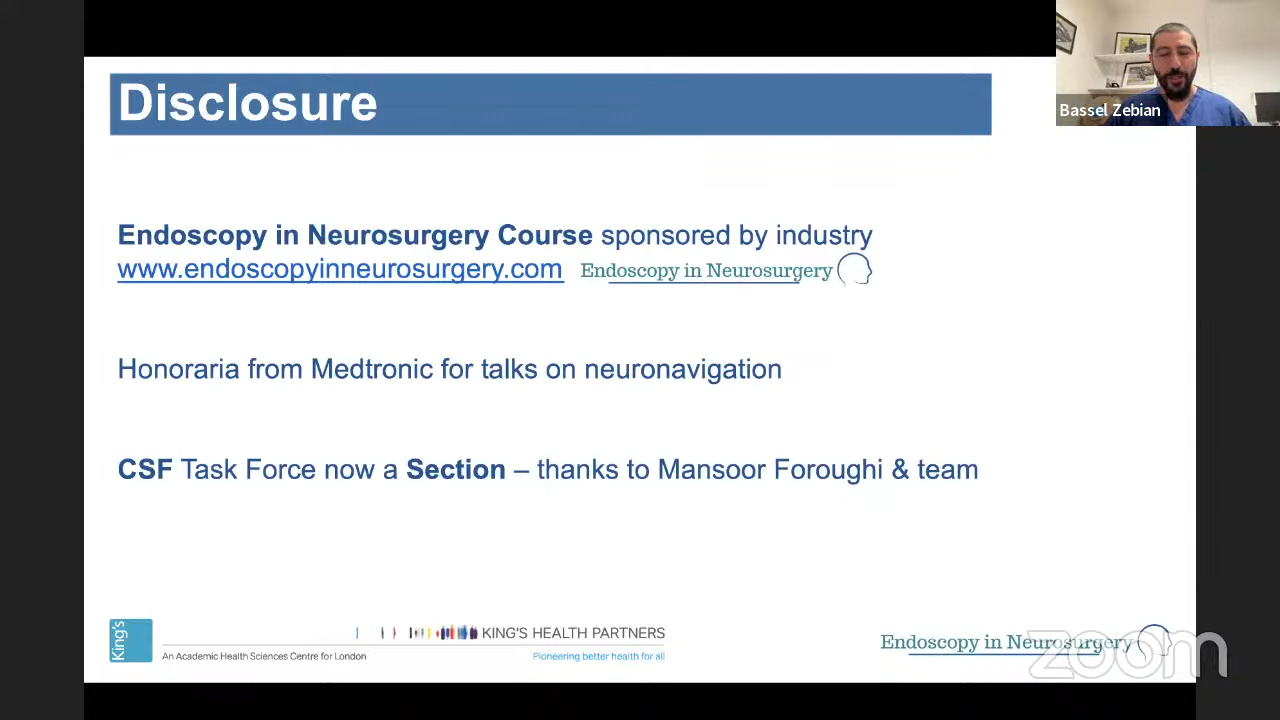 Disclosure
Bassel Zebian
Endoscopy in Neurosurgery Course sponsored by industry
www.endoscopyinneurosurgery.com Endoscopy in Neurosurgery
Honoraria from Medtronic for talks on neuronavigation
CSF Task Force now a Section – thanks to Mansoor Foroughi & team
King's
KING'S HEALTH PARTNERS
An Academic Health Sciences Centre for London
Pioneering better health for all
Endoscopy in Neurosurgery
zoom